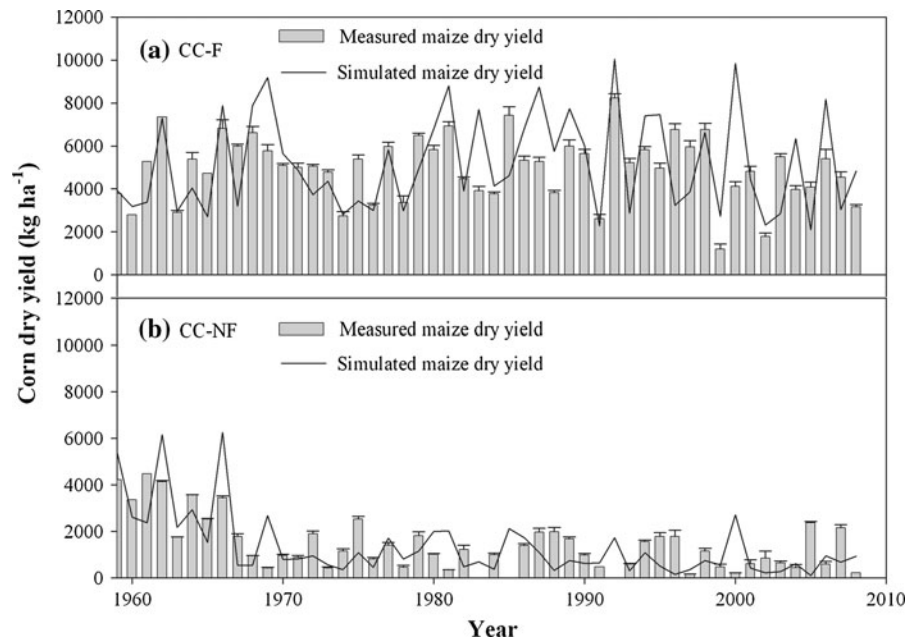 12000
(a) CC-F
Measured maize dry yield
Simulated maize dry yield
10000
8000
6000
4000
2000
0
12000
(b) CC-NF
Measured maize dry yield
Simulated maize dry yield
10000
8000
6000
4000
2000
0
Corn dry yield (kg ha⁻¹)
1960 1970 1980 1990 2000 2010
Year